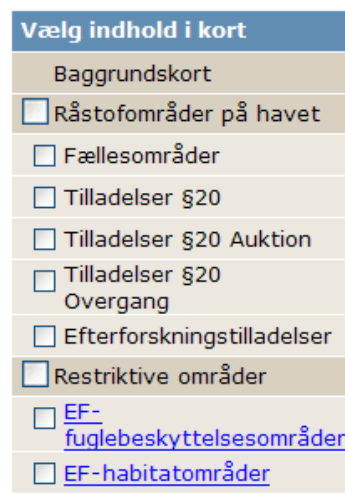 Vælg indhold i kort
Baggrundskort
Råstofområder på havet
Fællesområder
Tilladelser §20
Tilladelser §20 Auktion
Tilladelser §20
Overgang
Efterforskningstilladelser
Restriktive områder
EF-
fuglebeskyttelsesområder
EF-habitatområder